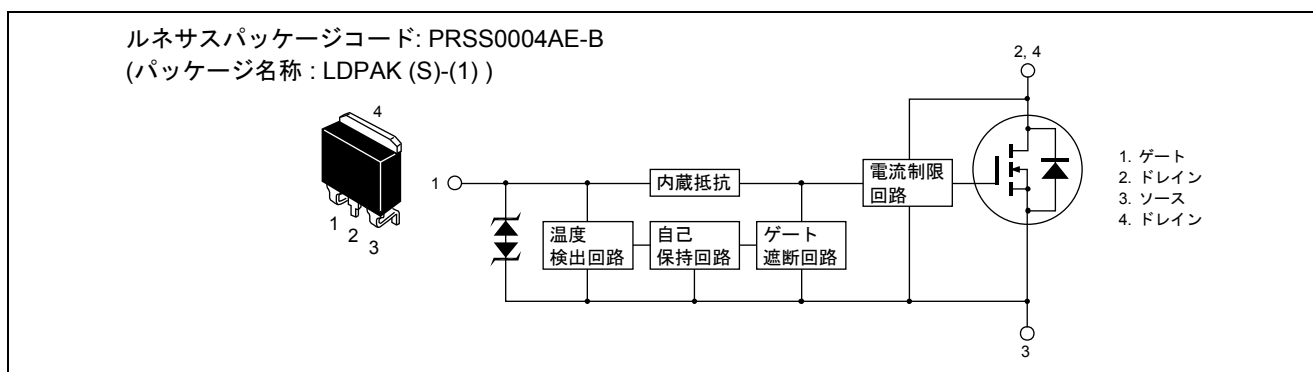 ルネサスパッケージコード: PRSS0004AE-B
(パッケージ名称 : LDPAK (S)-(1) )
4
1
2
3
1
内蔵抵抗
温度
検出回路
自己
保持回路
ゲート
遮断回路
電流制限
回路
2, 4
3
1. ゲート
2. ドレイン
3. ソース
4. ドレイン